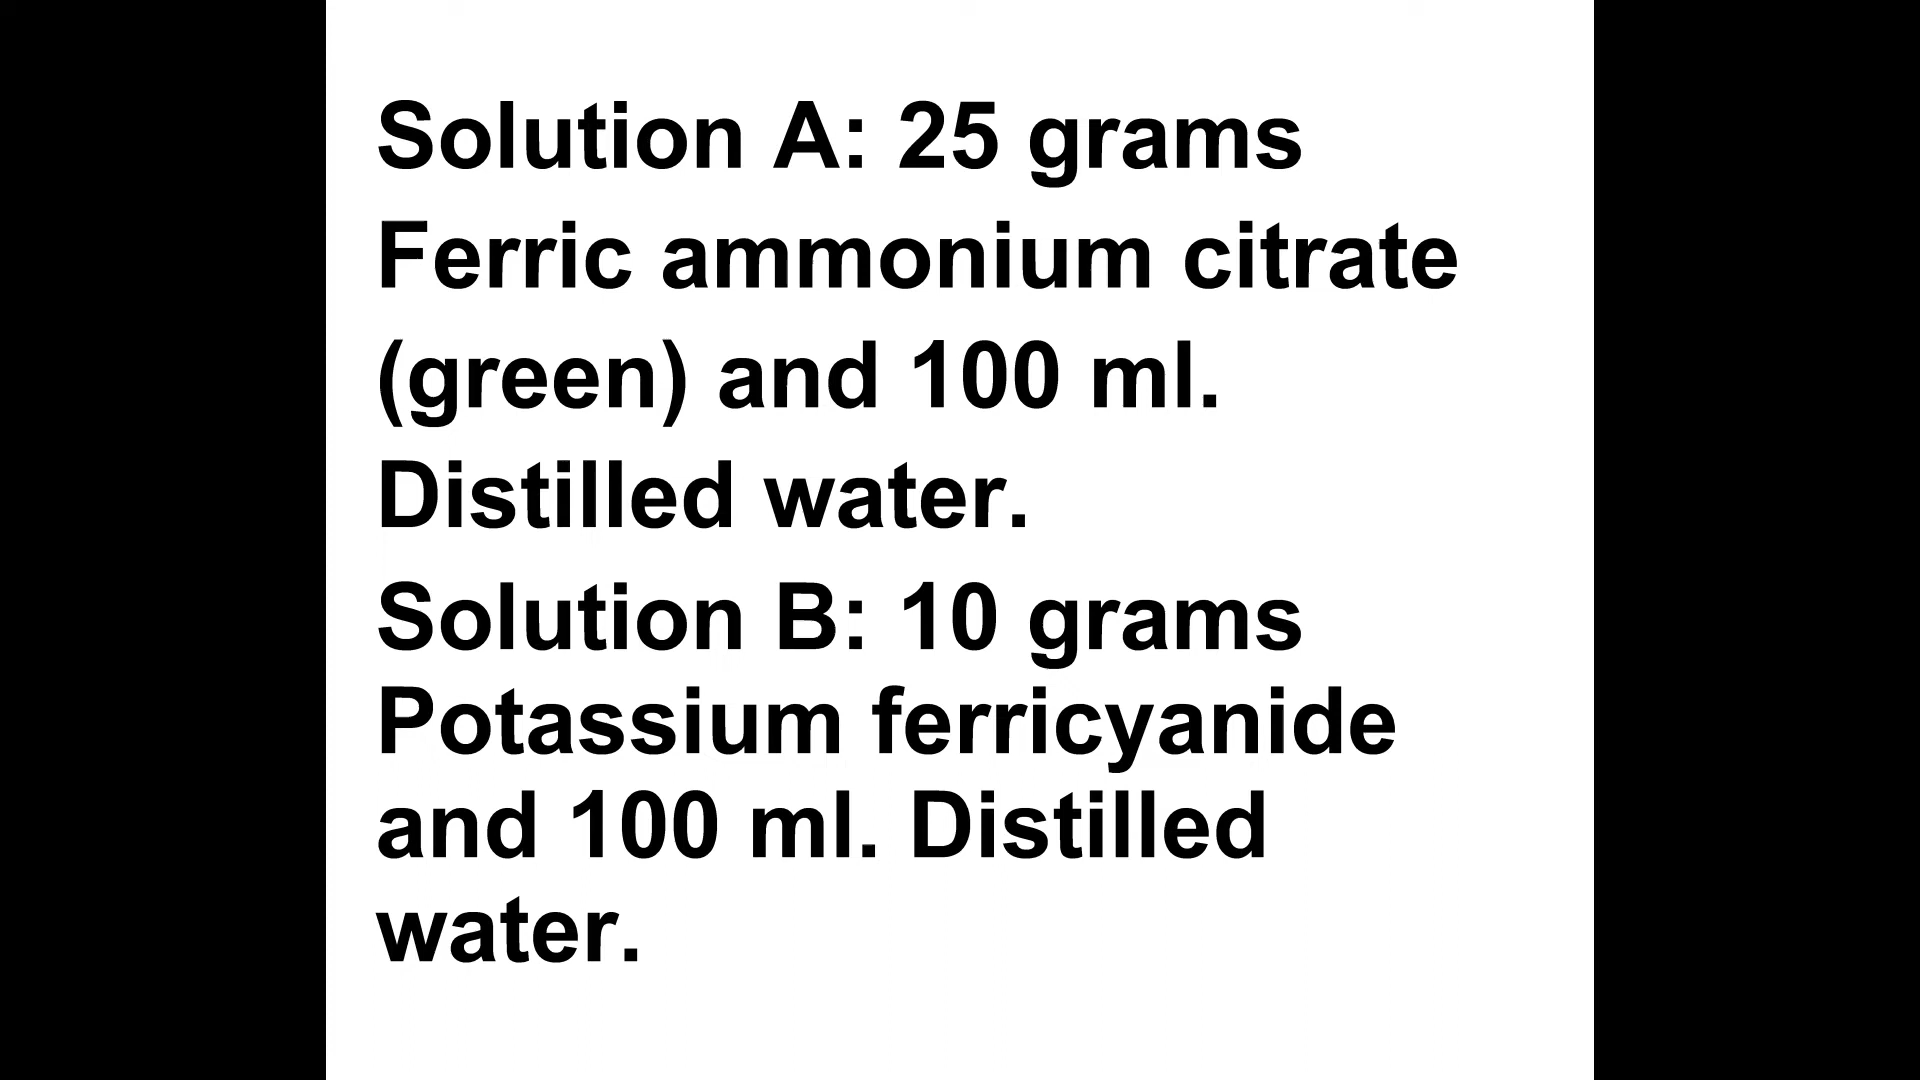 Solution A: 25 grams
Ferric ammonium citrate
(green) and 100 ml.
Distilled water.
Solution B: 10 grams
Potassium ferricyanide
and 100 ml. Distilled
water.